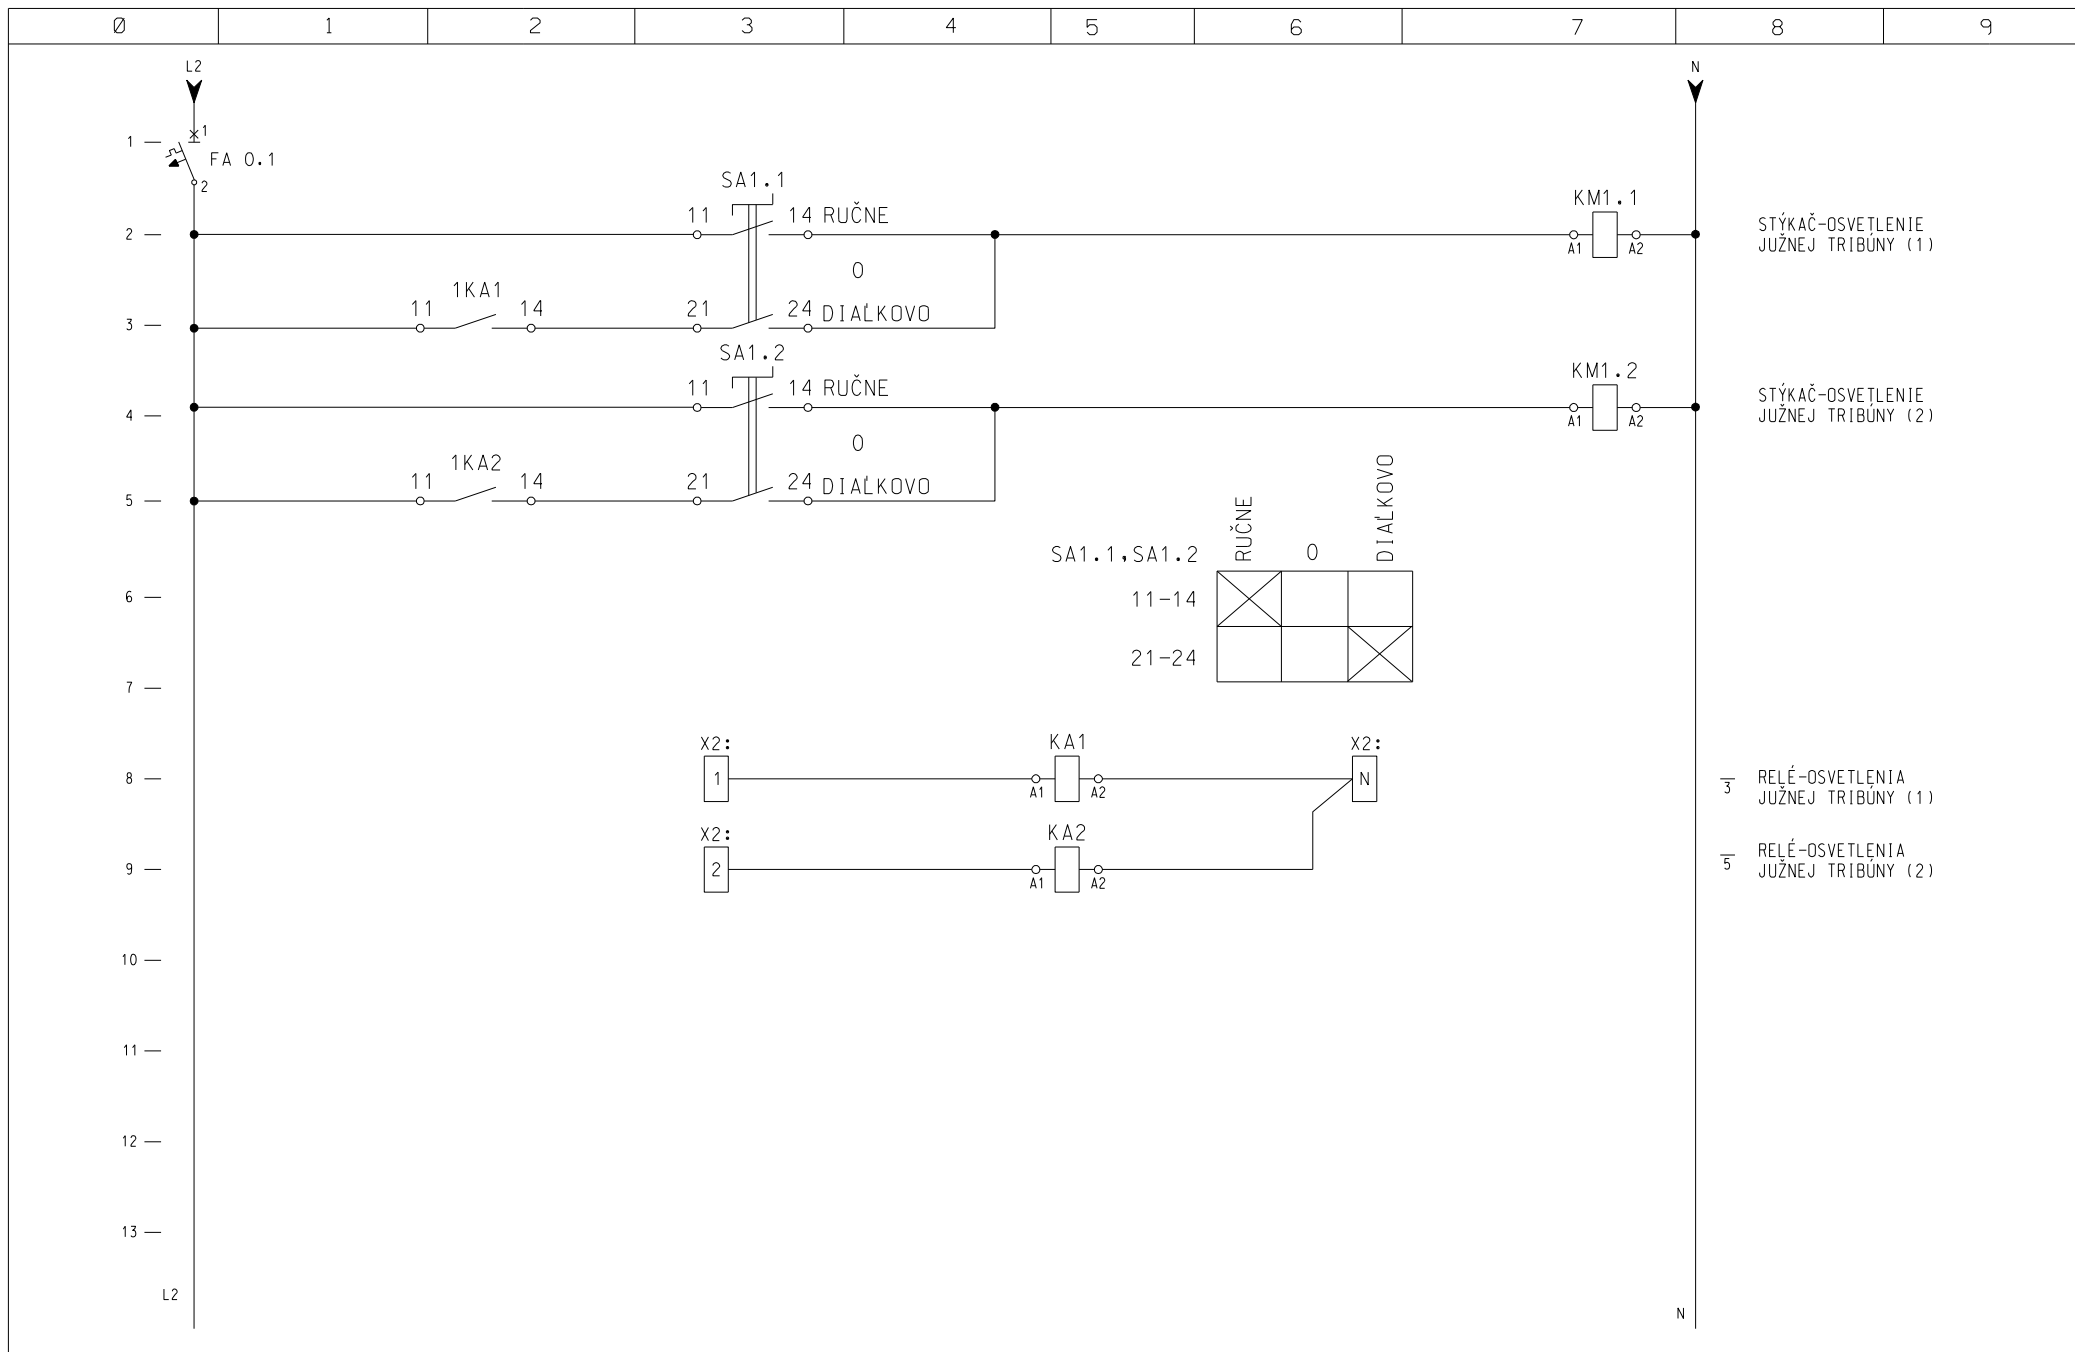 Ø 1 2 3 4 5 6 7 8 9
L2 N
1
1
FA 0.1
2
SA1.1
KM1.1
2
11 14 RUČNE
A1 A2
STÝKAČ-OSVETLENIE
JUŽNEJ TRIBÚNY (1)
0
1KA1
3
11 14 21 24 DIAĽKOVO
SA1.2
KM1.2
4
11 14 RUČNE
A1 A2
STÝKAČ-OSVETLENIE
JUŽNEJ TRIBÚNY (2)
0
1KA2
5
11 14 21 24 DIAĽKOVO
SA1.1,SA1.2 RUČNE 0 DIAĽKOVO
6
11-14
21-24
7
X2: KA1 X2:
8
1 A1 A2 N
3
RELÉ-OSVETLENIA
JUŽNEJ TRIBÚNY (1)
X2: KA2
9
2 A1 A2
5
RELÉ-OSVETLENIA
JUŽNEJ TRIBÚNY (2)
10
11
12
13
L2 N